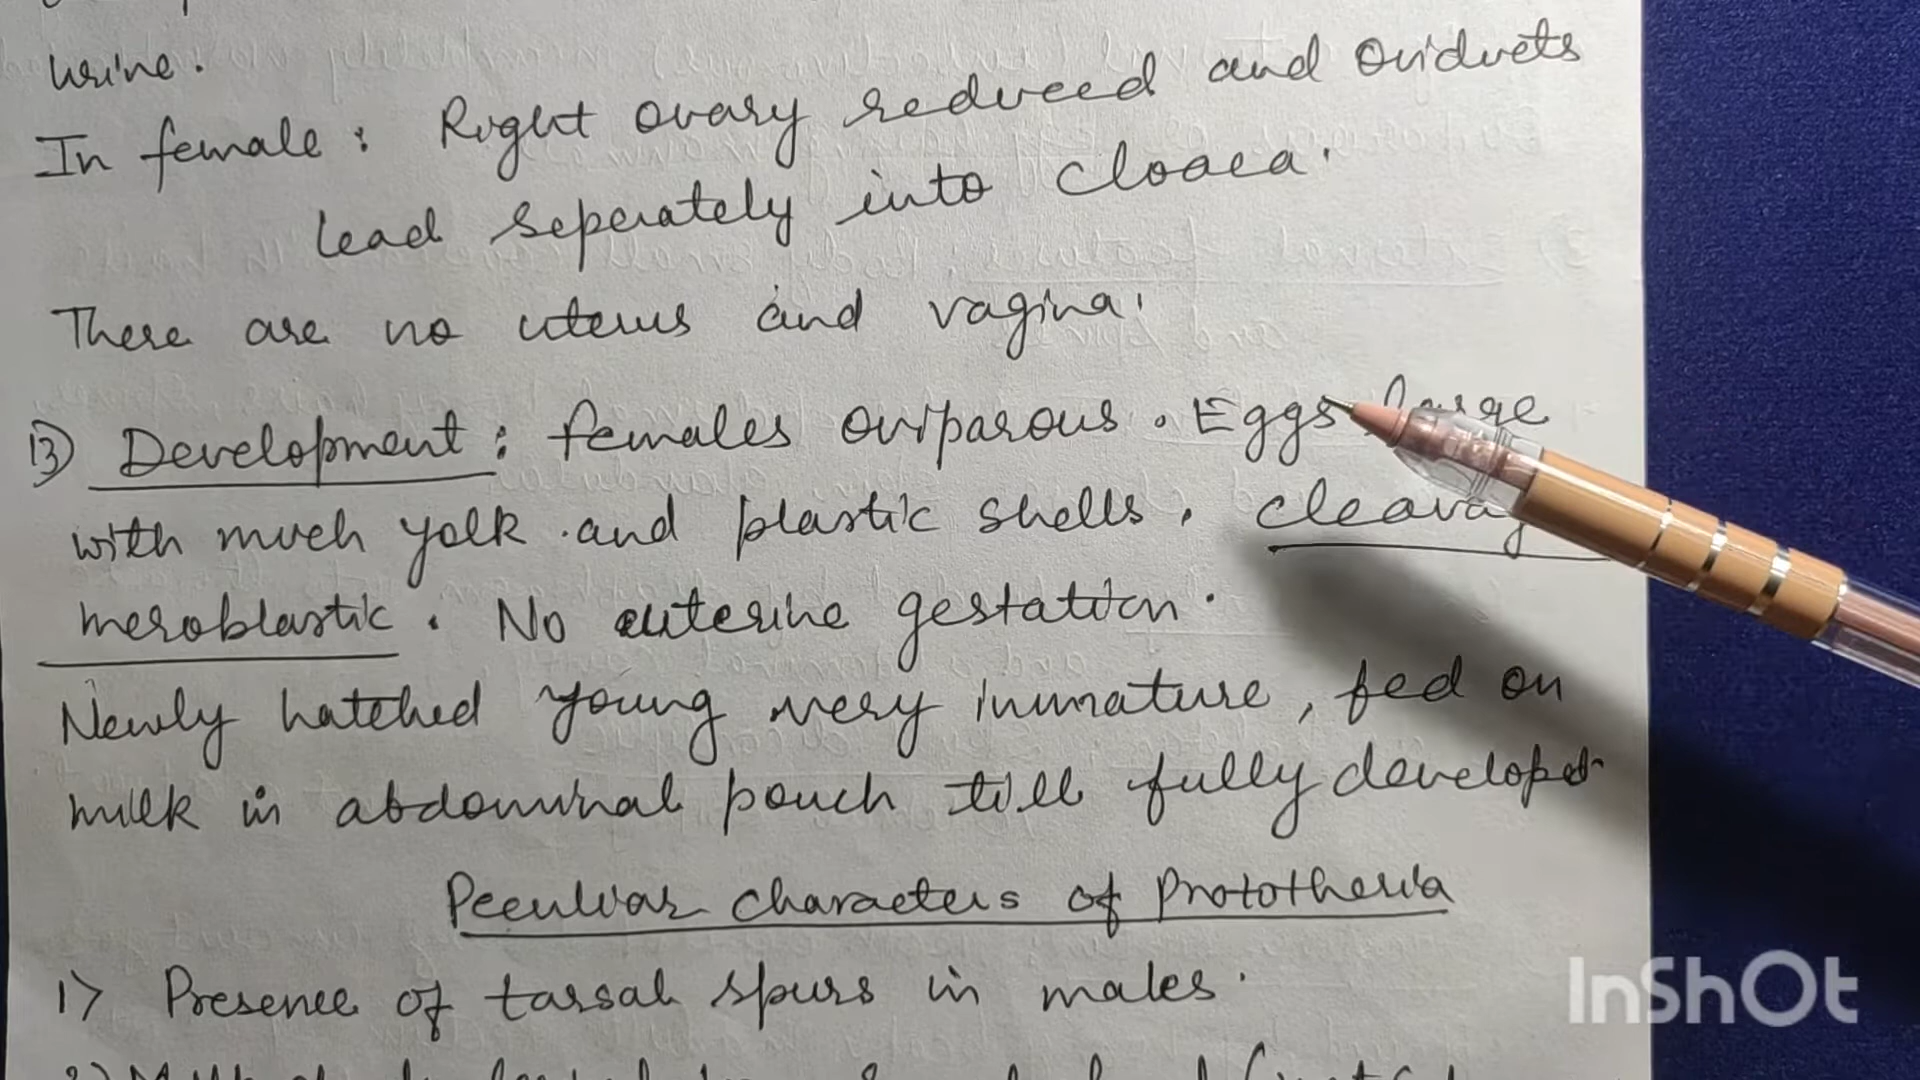 urine.
In female: Right ovary reduced and oviducts
lead seperately into cloaca.
There are no uterus and vagina.
13) Development: females oviparous. Eggs large
with much yolk and plastic shells. cleavag
meroblastic. No uterine gestation.
Newly hatched young very immature, fed on
milk in abdominal pouch till fully developed
Peculiar characters of Prototheria
1) Presence of tarsal spurs in males.
InShOt